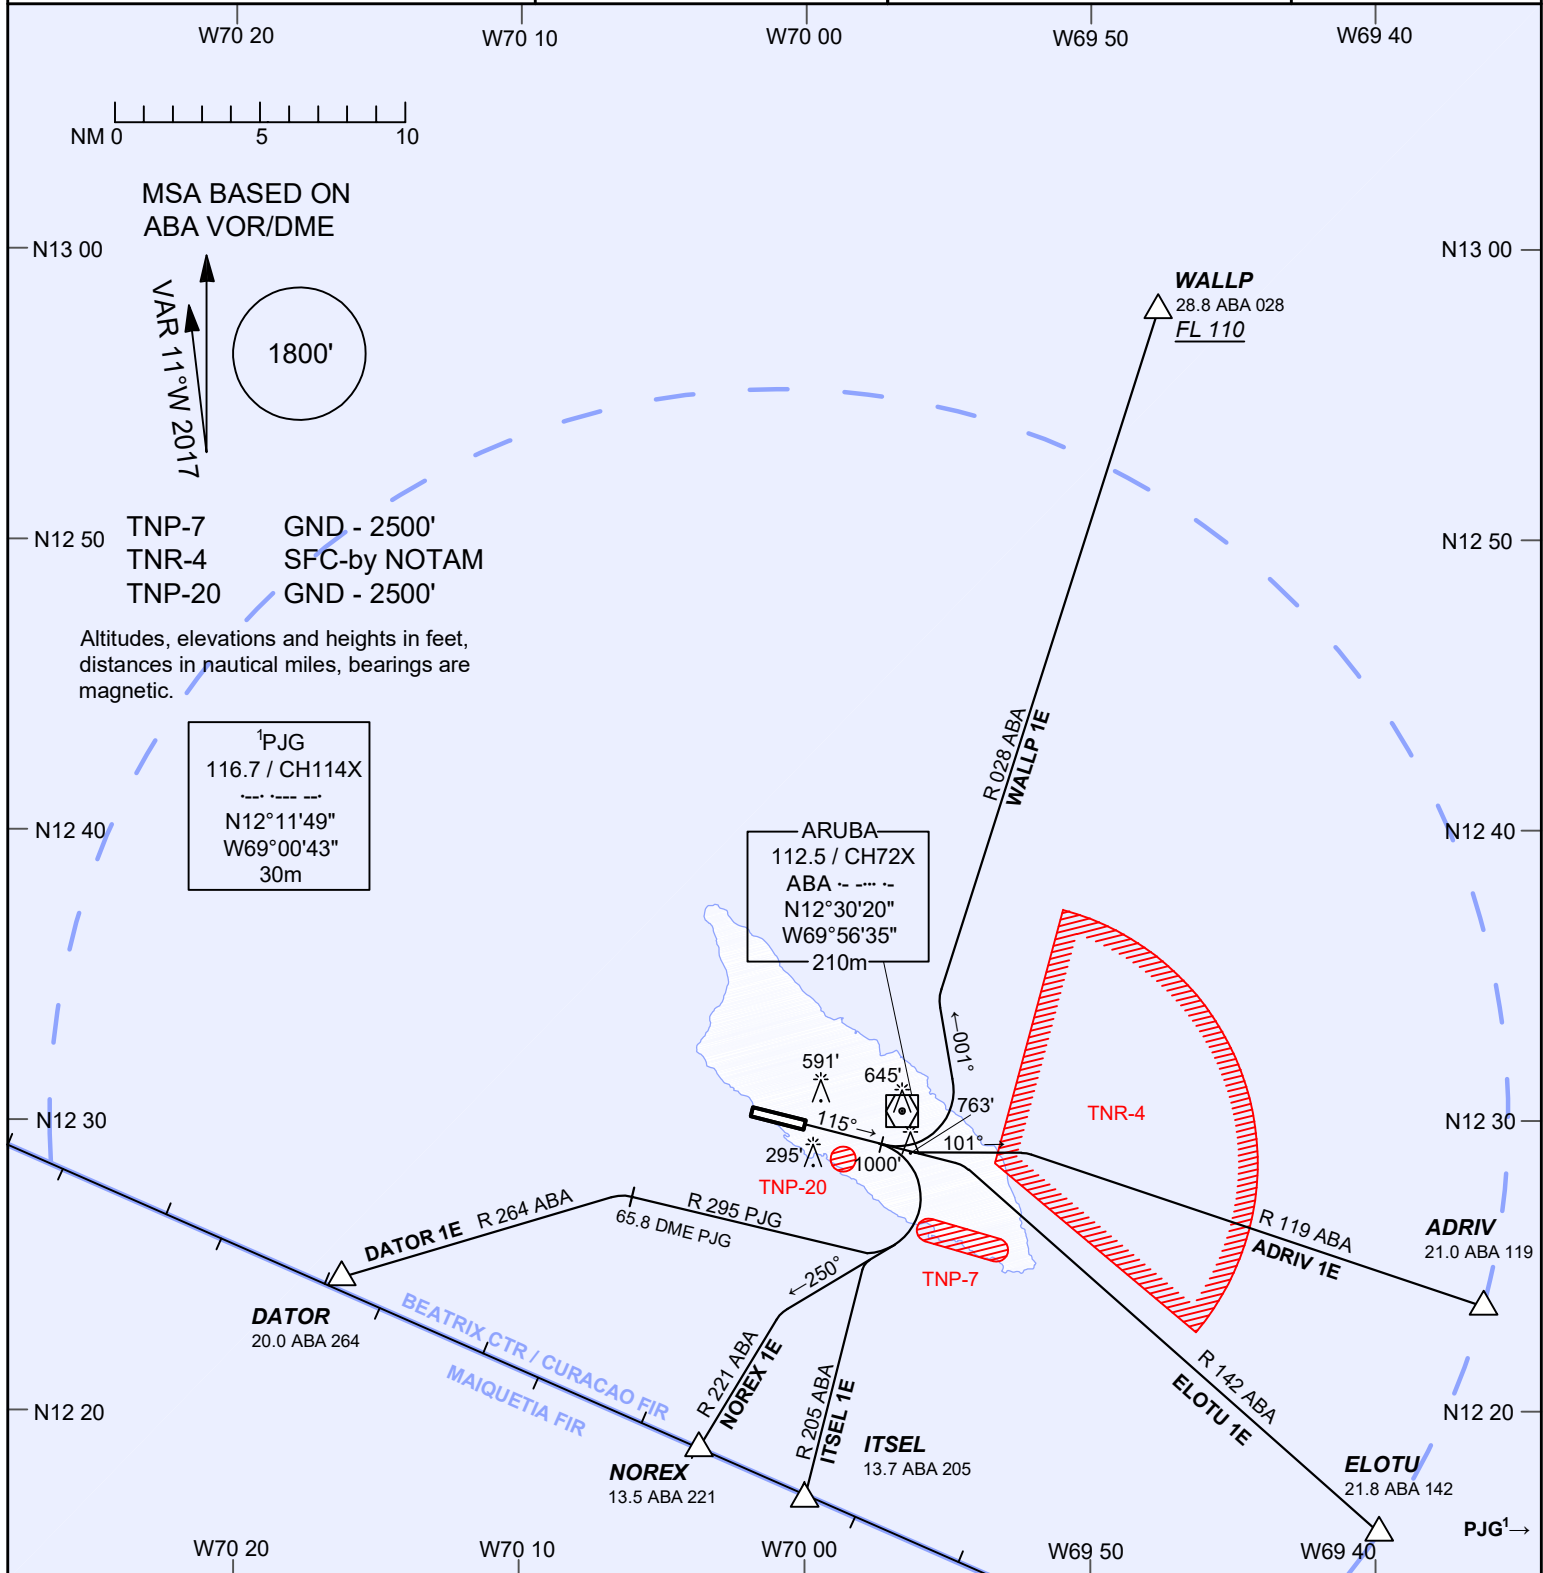 W70 20
W70 10
W70 00
W69 50
W69 40
NM 0 5 10
MSA BASED ON
ABA VOR/DME
VAR 11°W 2017
1800'
N13 00
N13 00
WALLP
28.8 ABA 028
FL 110
TNP-7 GND - 2500'
TNR-4 SFC-by NOTAM
TNP-20 GND - 2500'
N12 50
N12 50
Altitudes, elevations and heights in feet,
distances in nautical miles, bearings are
magnetic.
1PJG
116.7 / CH114X
·--· ·--- --·
N12°11'49"
W69°00'43"
30m
R 028 ABA
WALLP 1E
N12 40
N12 40
ARUBA
112.5 / CH72X
ABA ·- -··· ·-
N12°30'20"
W69°56'35"
210m
←001°
591'
645'
763'
TNR-4
N12 30
N12 30
115°→
101°→
295'
1000'
TNP-20
R 295 PJG
65.8 DME PJG
R 264 ABA
DATOR 1E
←250°
TNP-7
R 119 ABA
ADRIV 1E
ADRIV
21.0 ABA 119
DATOR
20.0 ABA 264
BEATRIX CTR / CURACAO FIR
MAIQUETIA FIR
R 221 ABA
NOREX 1E
R 205 ABA
ITSEL 1E
R 142 ABA
ELOTU 1E
N12 20
N12 20
ITSEL
13.7 ABA 205
NOREX
13.5 ABA 221
ELOTU
21.8 ABA 142
PJG1→
W70 20
W70 10
W70 00
W69 50
W69 40